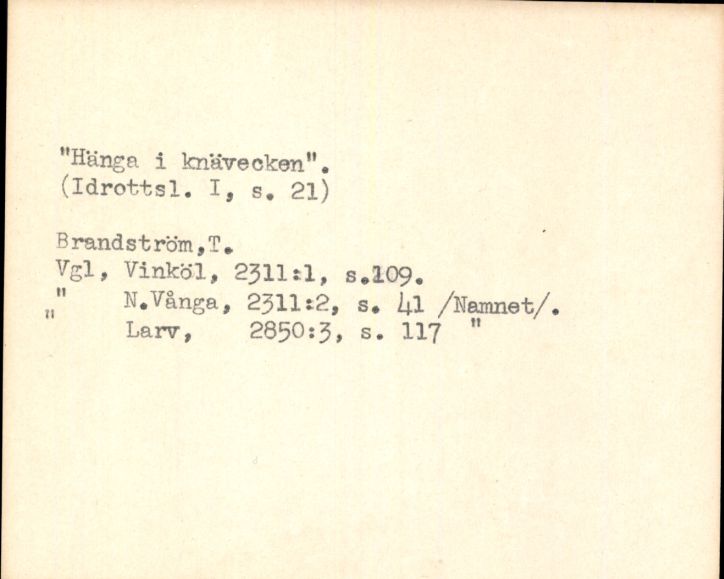 "Hänga i knävecken".
(Idrottsl. I, s. 21)
Brandström,T.
Vgl, Vinköl, 2311:1, s.109.
" N.Vånga, 2311:2, s. 41 /Namnet/.
" Larv, 2850:3, s. 117 "